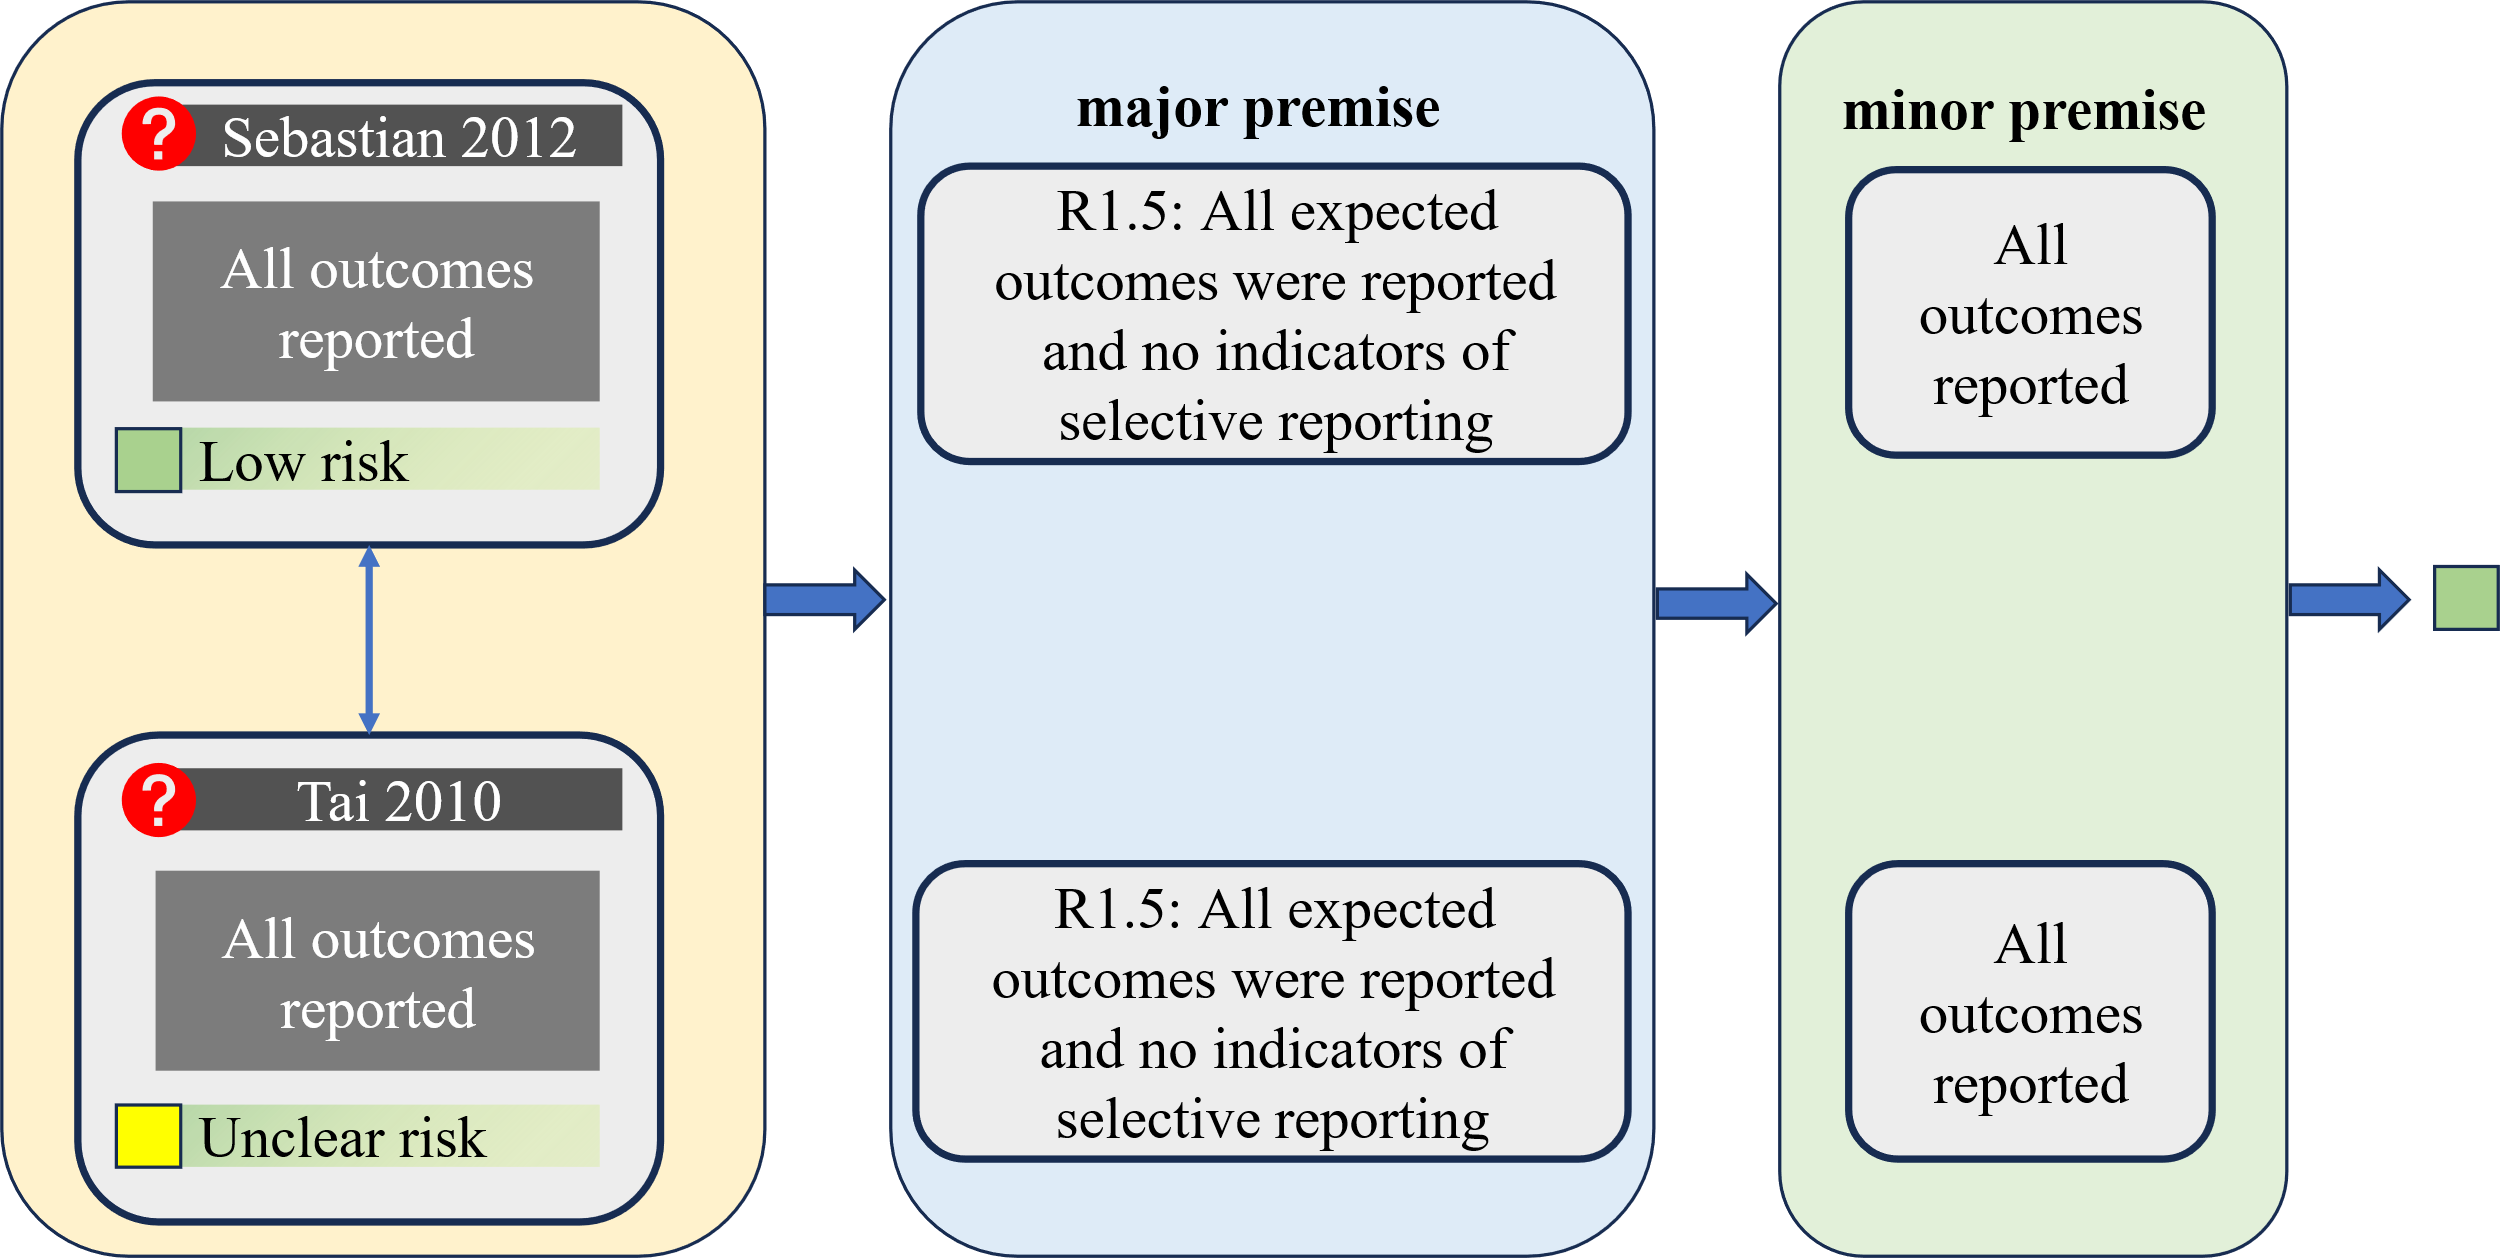 ?
Sebastian 2012
All outcomes
reported
Low risk
?
Tai 2010
All outcomes
reported
Unclear risk
major premise
R1.5: All expected
outcomes were reported
and no indicators of
selective reporting
R1.5: All expected
outcomes were reported
and no indicators of
selective reporting
minor premise
All
outcomes
reported
All
outcomes
reported